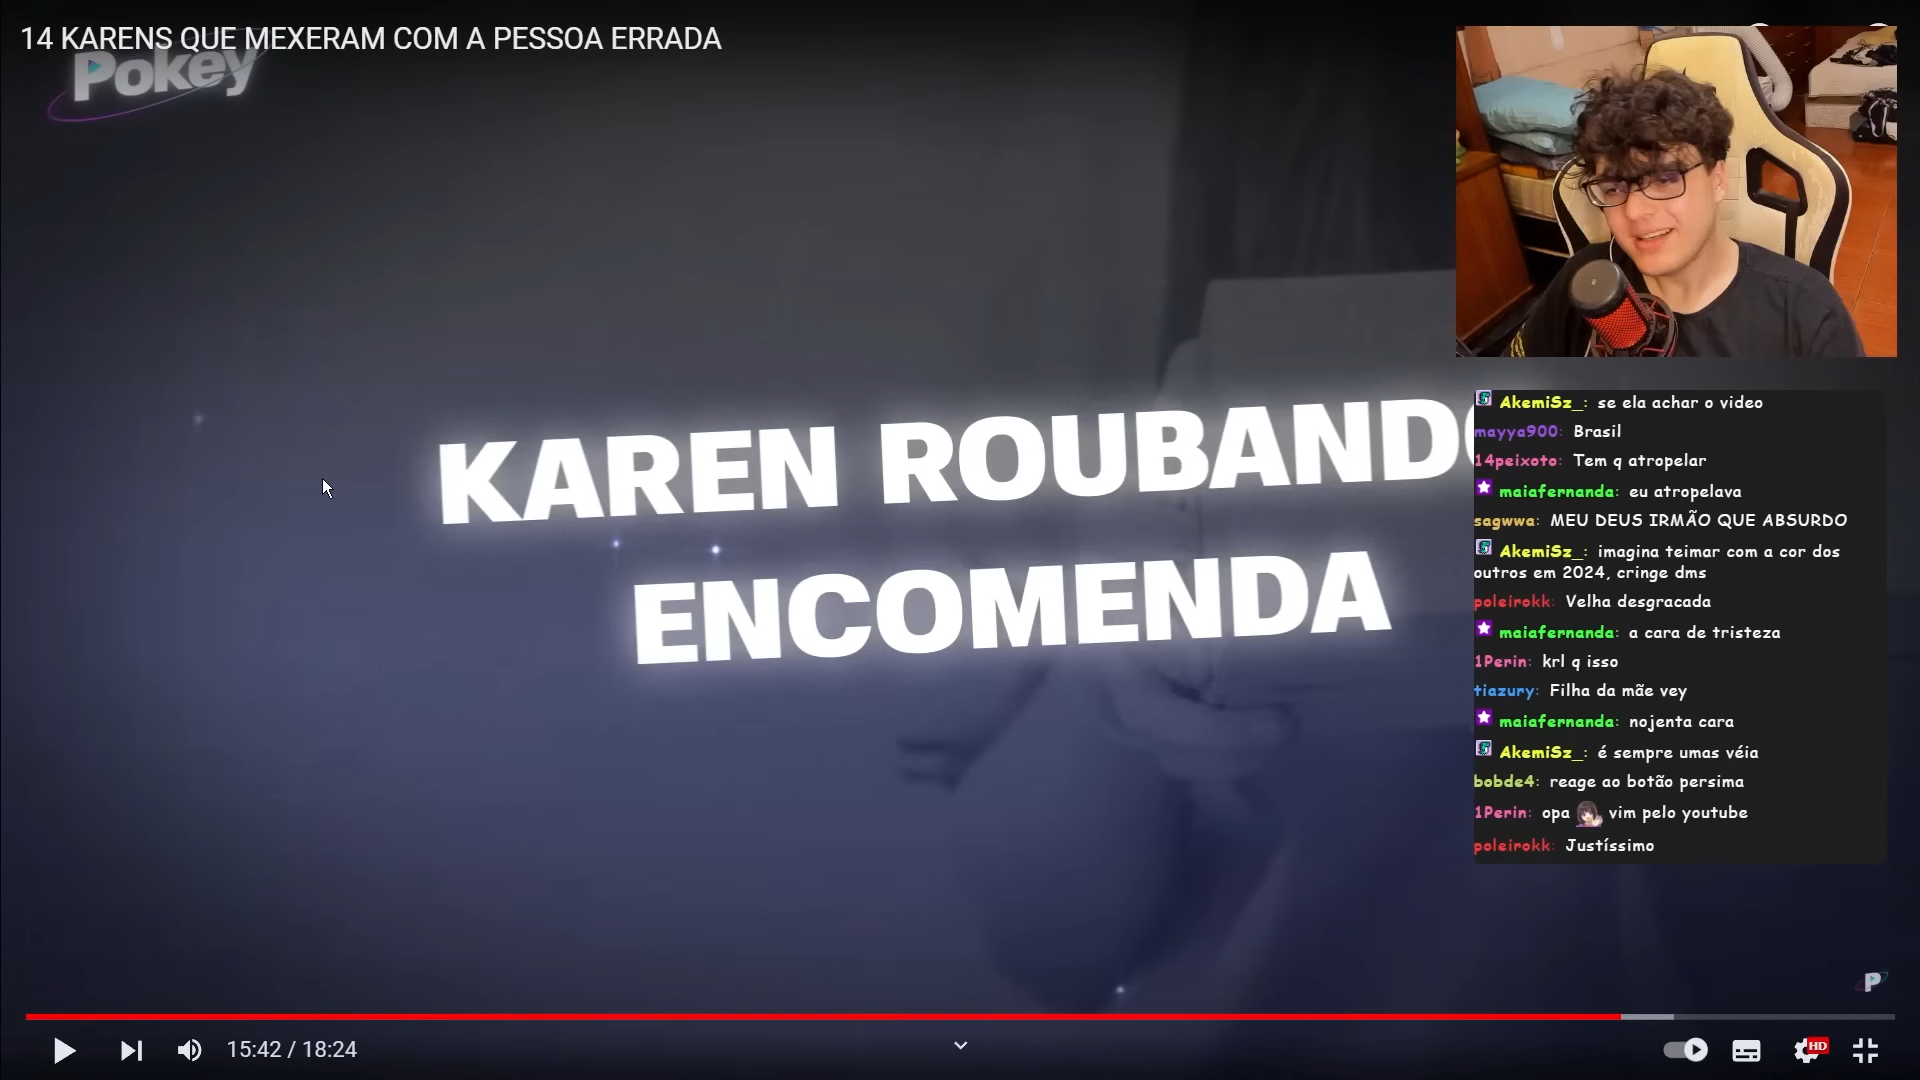 14 KARENS QUE MEXERAM COM A PESSOA ERRADA
Pokey
KAREN ROUBANDO
ENCOMENDA
AkemiSz_: se ela achar o video
mayya900: Brasil
14peixoto: Tem q atropelar
maiafernanda: eu atropelava
sagwwa: MEU DEUS IRMÃO QUE ABSURDO
AkemiSz_: imagina teimar com a cor dos
outros em 2024, cringe dms
poleirokk: Velha desgracada
maiafernanda: a cara de tristeza
1Perin: krl q isso
tiazury: Filha da mãe vey
maiafernanda: nojenta cara
AkemiSz_: é sempre umas véia
bobde4: reage ao botão persima
1Perin: opa vim pelo youtube
poleirokk: Justíssimo
P
15:42 / 18:24
HD